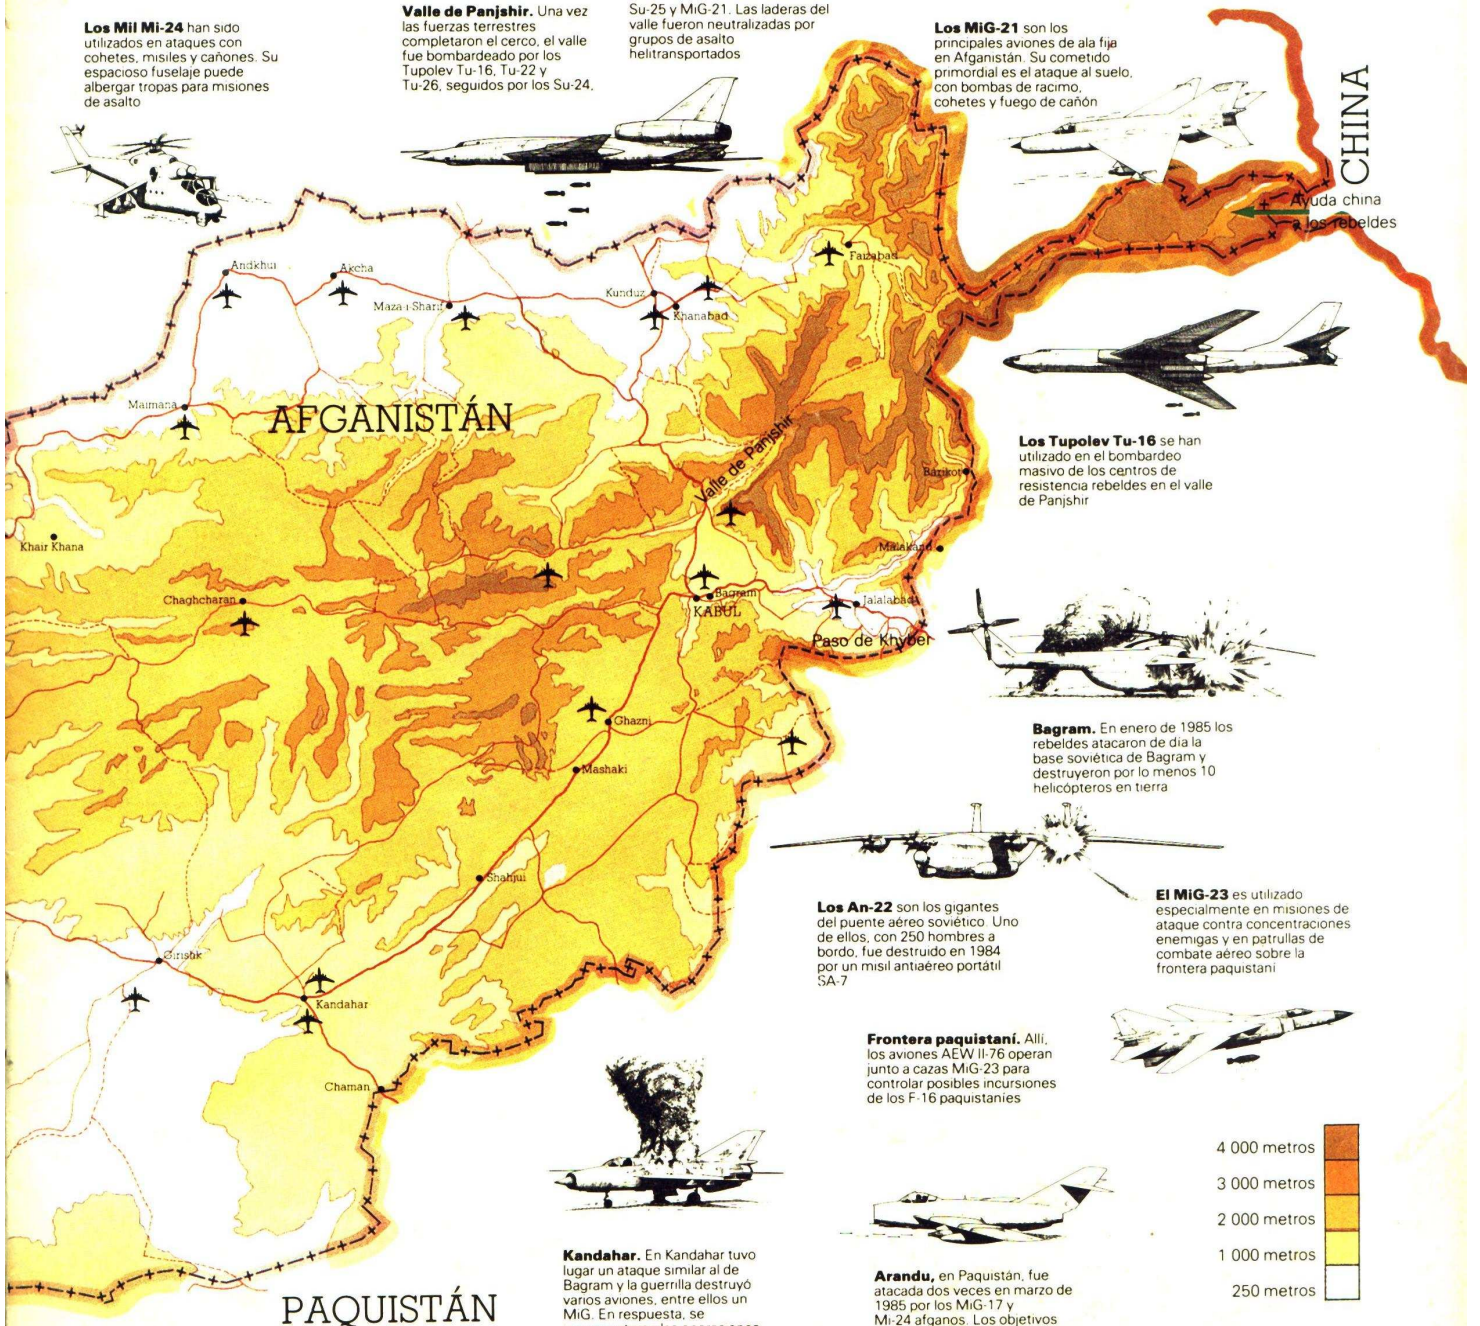 Los Mil Mi-24 han sido
utilizados en ataques con
cohetes, misiles y cañones. Su
espacioso fuselaje puede
albergar tropas para misiones
de asalto
Valle de Panjshir. Una vez
las fuerzas terrestres
completaron el cerco, el valle
fue bombardeado por los
Tupolev Tu-16, Tu-22 y
Tu-26, seguidos por los Su-24,
Su-25 y MiG-21. Las laderas del
valle fueron neutralizadas por
grupos de asalto
helitransportados
Los MiG-21 son los
principales aviones de ala fija
en Afganistán. Su cometido
primordial es el ataque al suelo,
con bombas de racimo,
cohetes y fuego de cañón
CHINA
Ayuda china
a los rebeldes
Andkhui
Akcha
Maza-i-Sharif
Kunduz
Khanabad
Faizabad
Maimana
AFGANISTÁN
Valle de Panjshir
Barikot
Los Tupolev Tu-16 se han
utilizado en el bombardeo
masivo de los centros de
resistencia rebeldes en el valle
de Panjshir
Khair Khana
Malakand
Chaghcharan
Bagram
KABUL
Jalalabad
Paso de Khyber
Ghazni
Mashaki
Bagram. En enero de 1985 los
rebeldes atacaron de día la
base soviética de Bagram y
destruyeron por lo menos 10
helicópteros en tierra
Shahjui
Los An-22 son los gigantes
del puente aéreo soviético. Uno
de ellos, con 250 hombres a
bordo, fue destruido en 1984
por un misil antiaéreo portátil
SA-7
El MiG-23 es utilizado
especialmente en misiones de
ataque contra concentraciones
enemigas y en patrullas de
combate aéreo sobre la
frontera paquistaní
Girishk
Kandahar
Chaman
Frontera paquistaní. Allí,
los aviones AEW Il-76 operan
junto a cazas MiG-23 para
controlar posibles incursiones
de los F-16 paquistaníes
4 000 metros
3 000 metros
2 000 metros
1 000 metros
250 metros
Kandahar. En Kandahar tuvo
lugar un ataque similar al de
Bagram y la guerrilla destruyó
varios aviones, entre ellos un
MiG. En respuesta, se
Arandu, en Paquistán, fue
atacada dos veces en marzo de
1985 por los MiG-17 y
Mi-24 afganos. Los objetivos
PAQUISTÁN